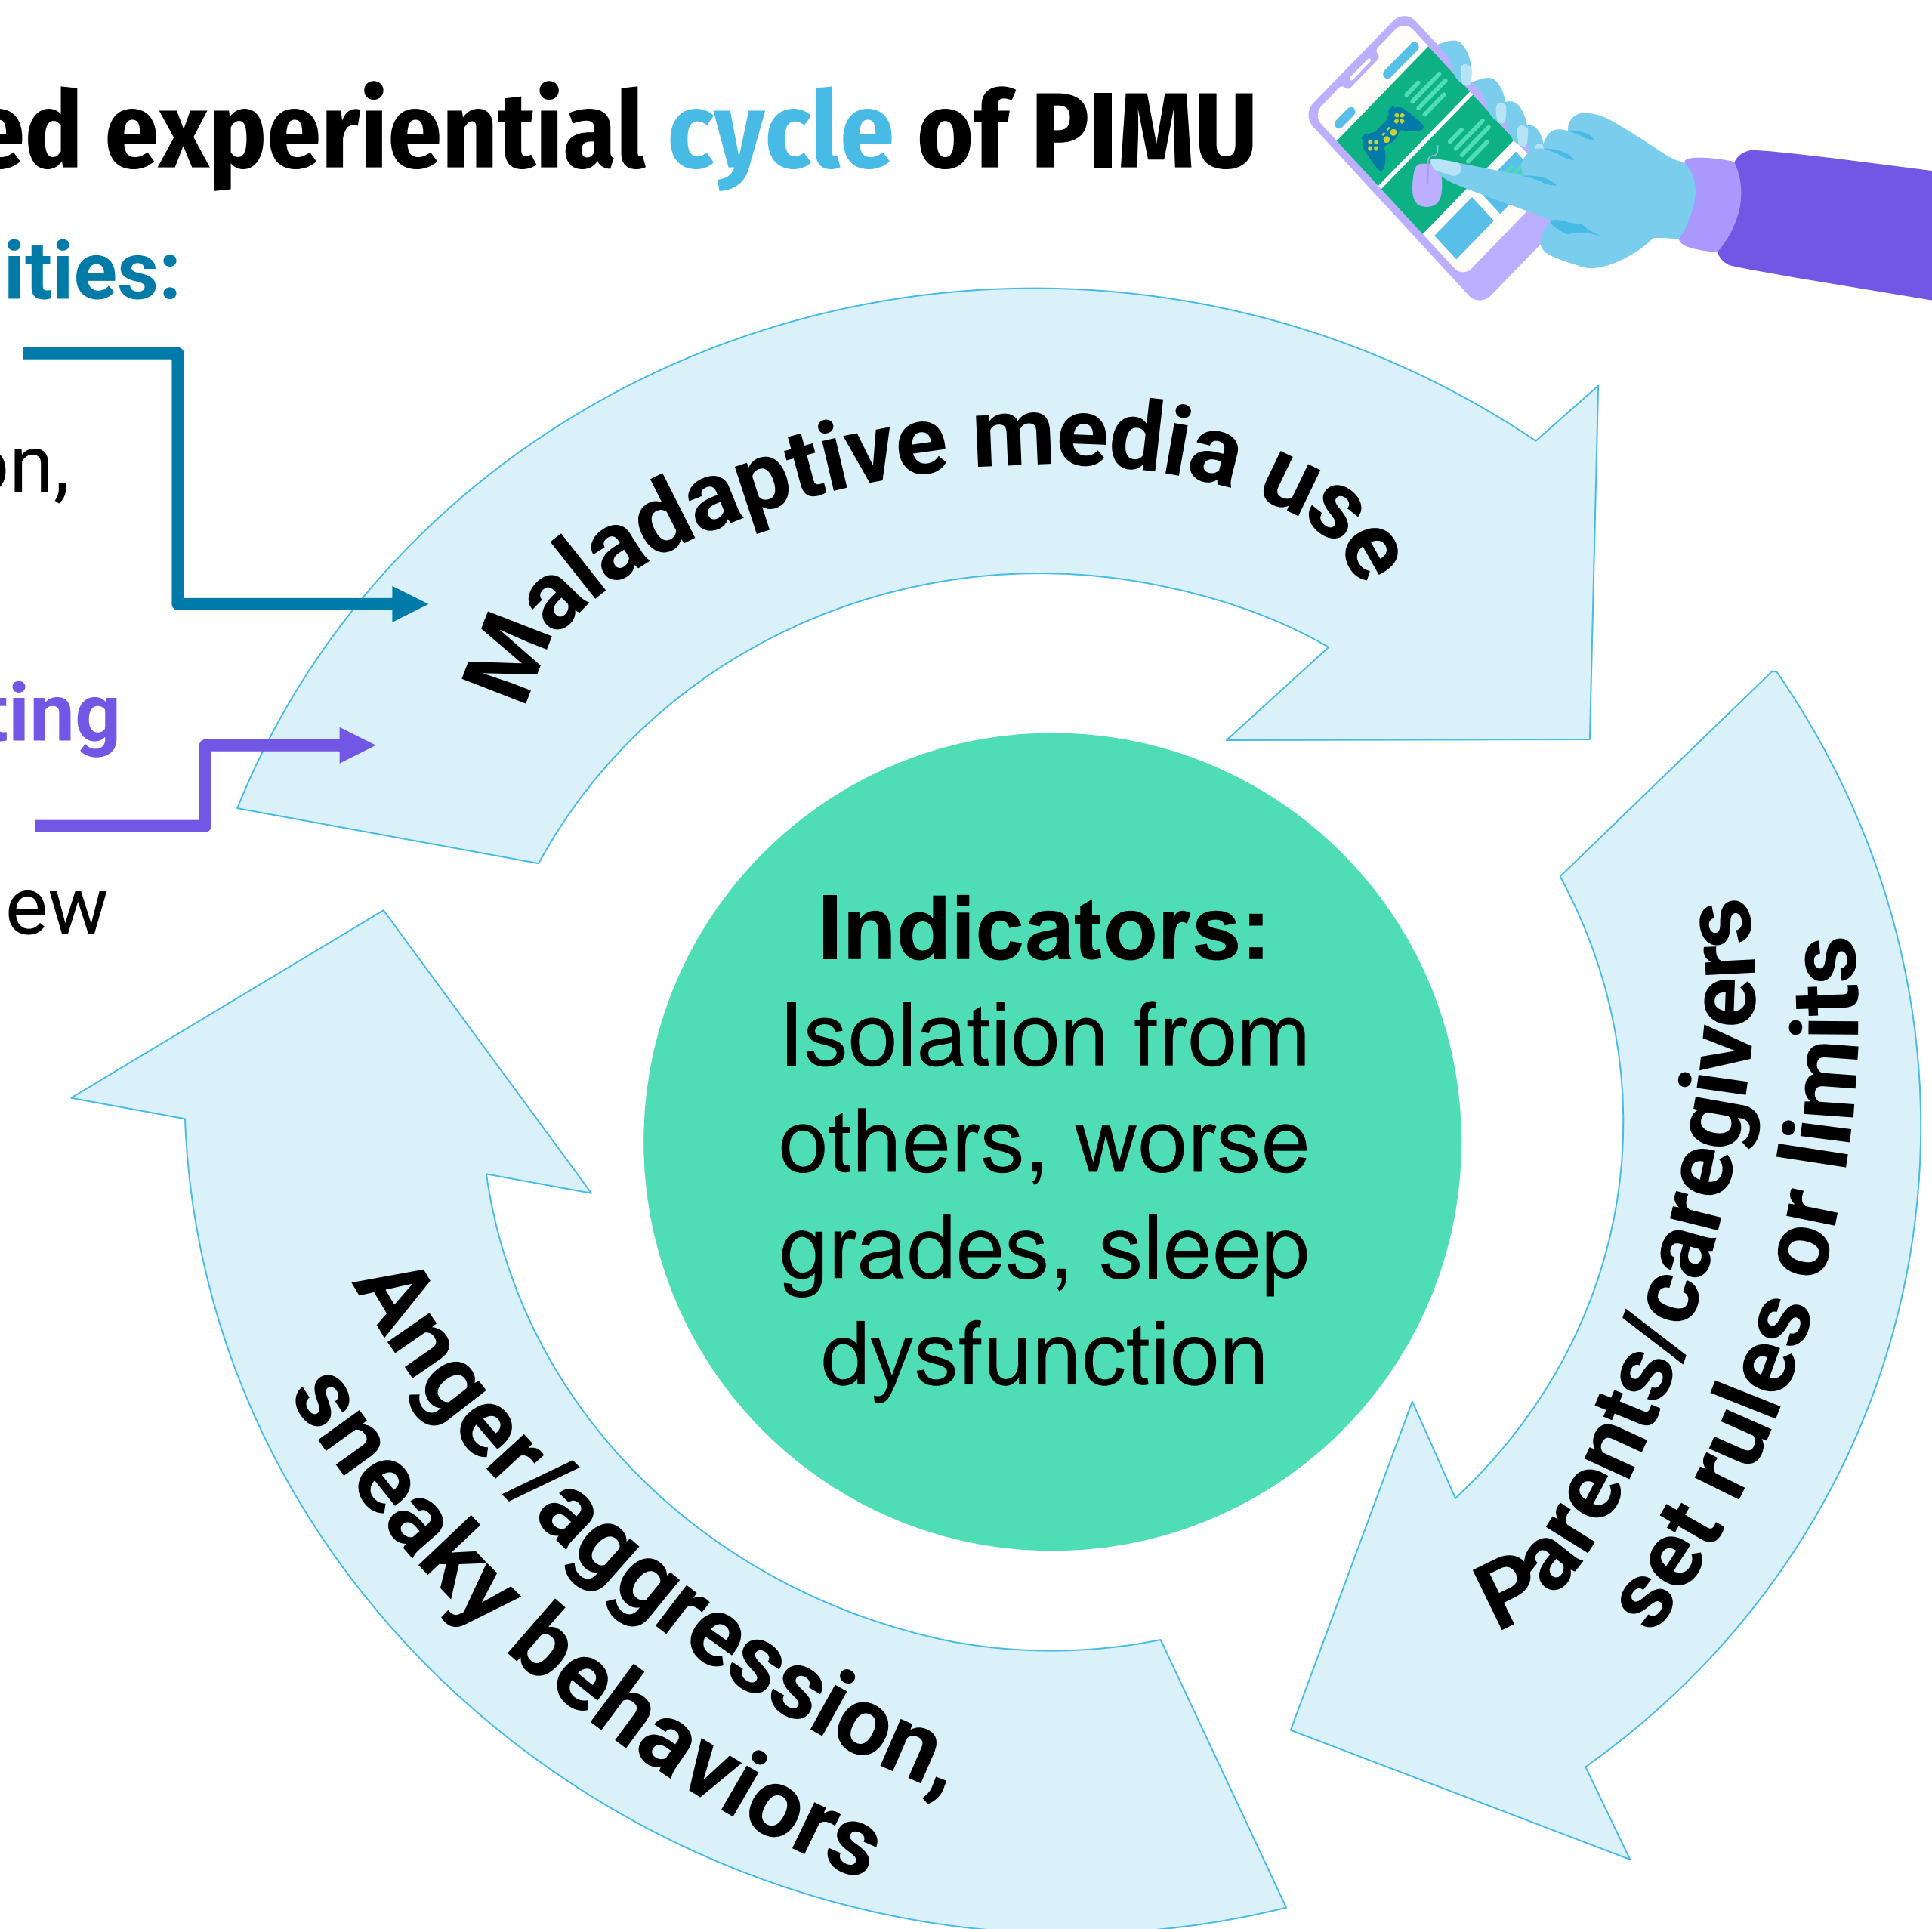 ed experiential cycle of PIMU
ities:
on,
ting
ew
Maladaptive media use
Parents/caregivers
set rules or limits
Anger/aggression,
sneaky behaviors
Indicators:
Isolation from
others, worse
grades, sleep
dysfunction